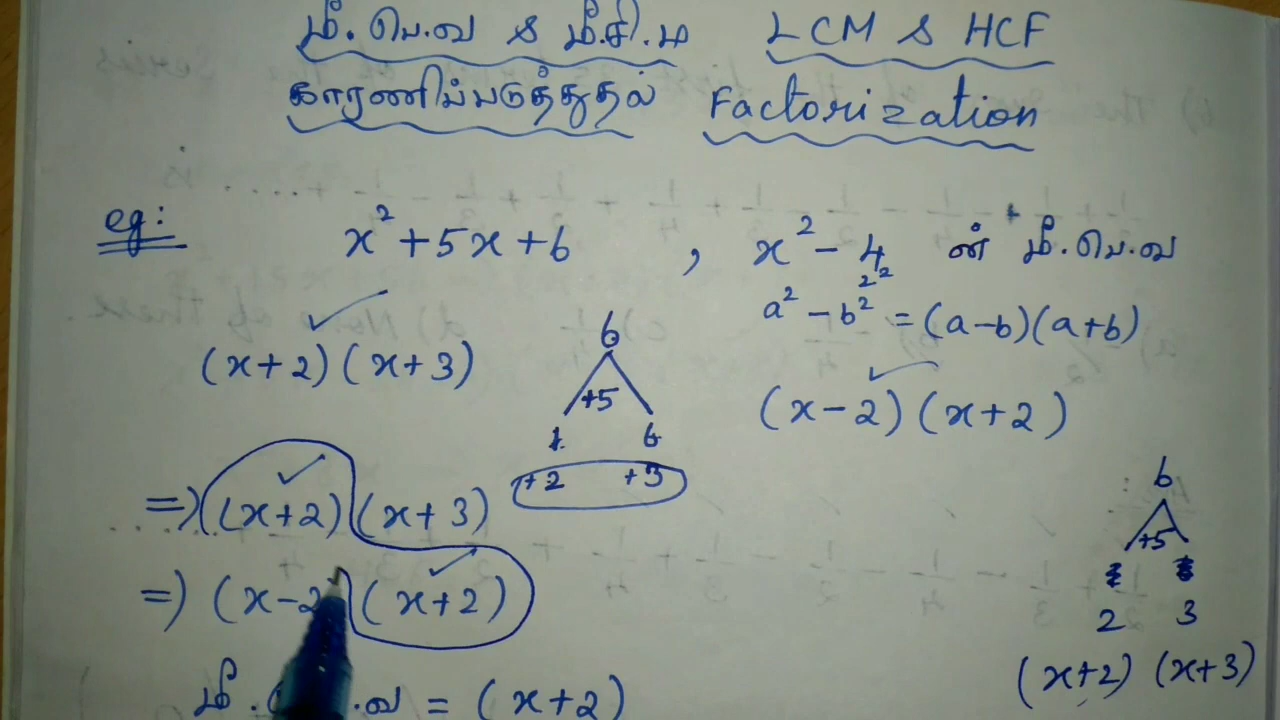 மீ.பெ.வ & மீ.சி.ம LCM & HCF
காரணிப்படுத்துதல் Factorization
eg: x² + 5x + 6 , x² - 4 ன் மீ.பெ.வ
2²
a² - b² = (a-b)(a+b)
(x+2)(x+3)
6
+5
1 6
+2 +3
(x-2)(x+2)
=) (x+2)(x+3)
=) (x-2)(x+2)
6
+5
2 3
(x+2) (x+3)
= (x+2)